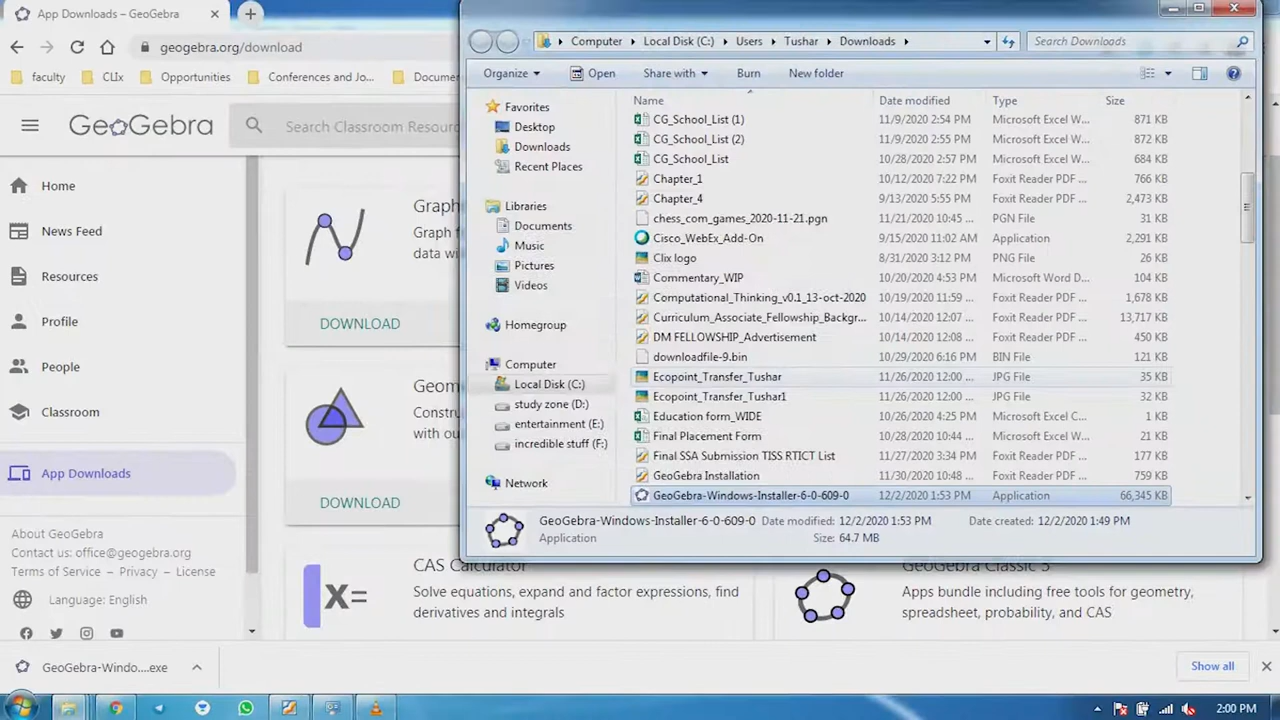 App Downloads – GeoGebra
geogebra.org/download
faculty
CLIx
Opportunities
Conferences and Jo...
GeoGebra
Search Classroom Resourc
Home
News Feed
Resources
Profile
People
Classroom
App Downloads
About GeoGebra
Contact us: office@geogebra.org
Terms of Service – Privacy – License
Language: English
DOWNLOAD
DOWNLOAD
CAS Calculator
Solve equations, expand and factor expressions, find
derivatives and integrals
x=
GeoGebra Classic 5
Apps bundle including free tools for geometry,
spreadsheet, probability, and CAS
Computer Local Disk (C:) Users Tushar Downloads
Search Downloads
Organize Open Share with Burn New folder
Favorites
Desktop
Downloads
Recent Places
Libraries
Documents
Music
Pictures
Videos
Homegroup
Computer
Local Disk (C:)
study zone (D:)
entertainment (E:)
incredible stuff (F:)
Network
Name Date modified Type Size
CG_School_List (1) 11/9/2020 2:54 PM Microsoft Excel W... 871 KB
CG_School_List (2) 11/9/2020 2:55 PM Microsoft Excel W... 872 KB
CG_School_List 10/28/2020 2:57 PM Microsoft Excel W... 684 KB
Chapter_1 10/12/2020 7:22 PM Foxit Reader PDF ... 766 KB
Chapter_4 9/13/2020 5:55 PM Foxit Reader PDF ... 2,473 KB
chess_com_games_2020-11-21.pgn 11/21/2020 10:45 ... PGN File 31 KB
Cisco_WebEx_Add-On 9/15/2020 11:02 AM Application 2,291 KB
Clix logo 8/31/2020 3:12 PM PNG File 26 KB
Commentary_WIP 10/20/2020 4:53 PM Microsoft Word D... 104 KB
Computational_Thinking_v0.1_13-oct-2020 10/19/2020 11:59 ... Foxit Reader PDF ... 1,678 KB
Curriculum_Associate_Fellowship_Backgr... 10/14/2020 12:07 ... Foxit Reader PDF ... 13,717 KB
DM FELLOWSHIP_Advertisement 10/14/2020 12:08 ... Foxit Reader PDF ... 450 KB
downloadfile-9.bin 10/29/2020 6:16 PM BIN File 121 KB
Ecopoint_Transfer_Tushar 11/26/2020 12:00 ... JPG File 35 KB
Ecopoint_Transfer_Tushar1 11/26/2020 12:00 ... JPG File 32 KB
Education form_WIDE 10/26/2020 4:25 PM Microsoft Excel C... 1 KB
Final Placement Form 10/28/2020 10:44 ... Microsoft Excel W... 21 KB
Final SSA Submission TISS RTICT List 11/27/2020 3:34 PM Foxit Reader PDF ... 177 KB
GeoGebra Installation 11/30/2020 10:48 ... Foxit Reader PDF ... 759 KB
GeoGebra-Windows-Installer-6-0-609-0 12/2/2020 1:53 PM Application 66,345 KB
GeoGebra-Windows-Installer-6-0-609-0 Date modified: 12/2/2020 1:53 PM Date created: 12/2/2020 1:49 PM
Application Size: 64.7 MB
GeoGebra-Windo....exe
Show all
2:00 PM